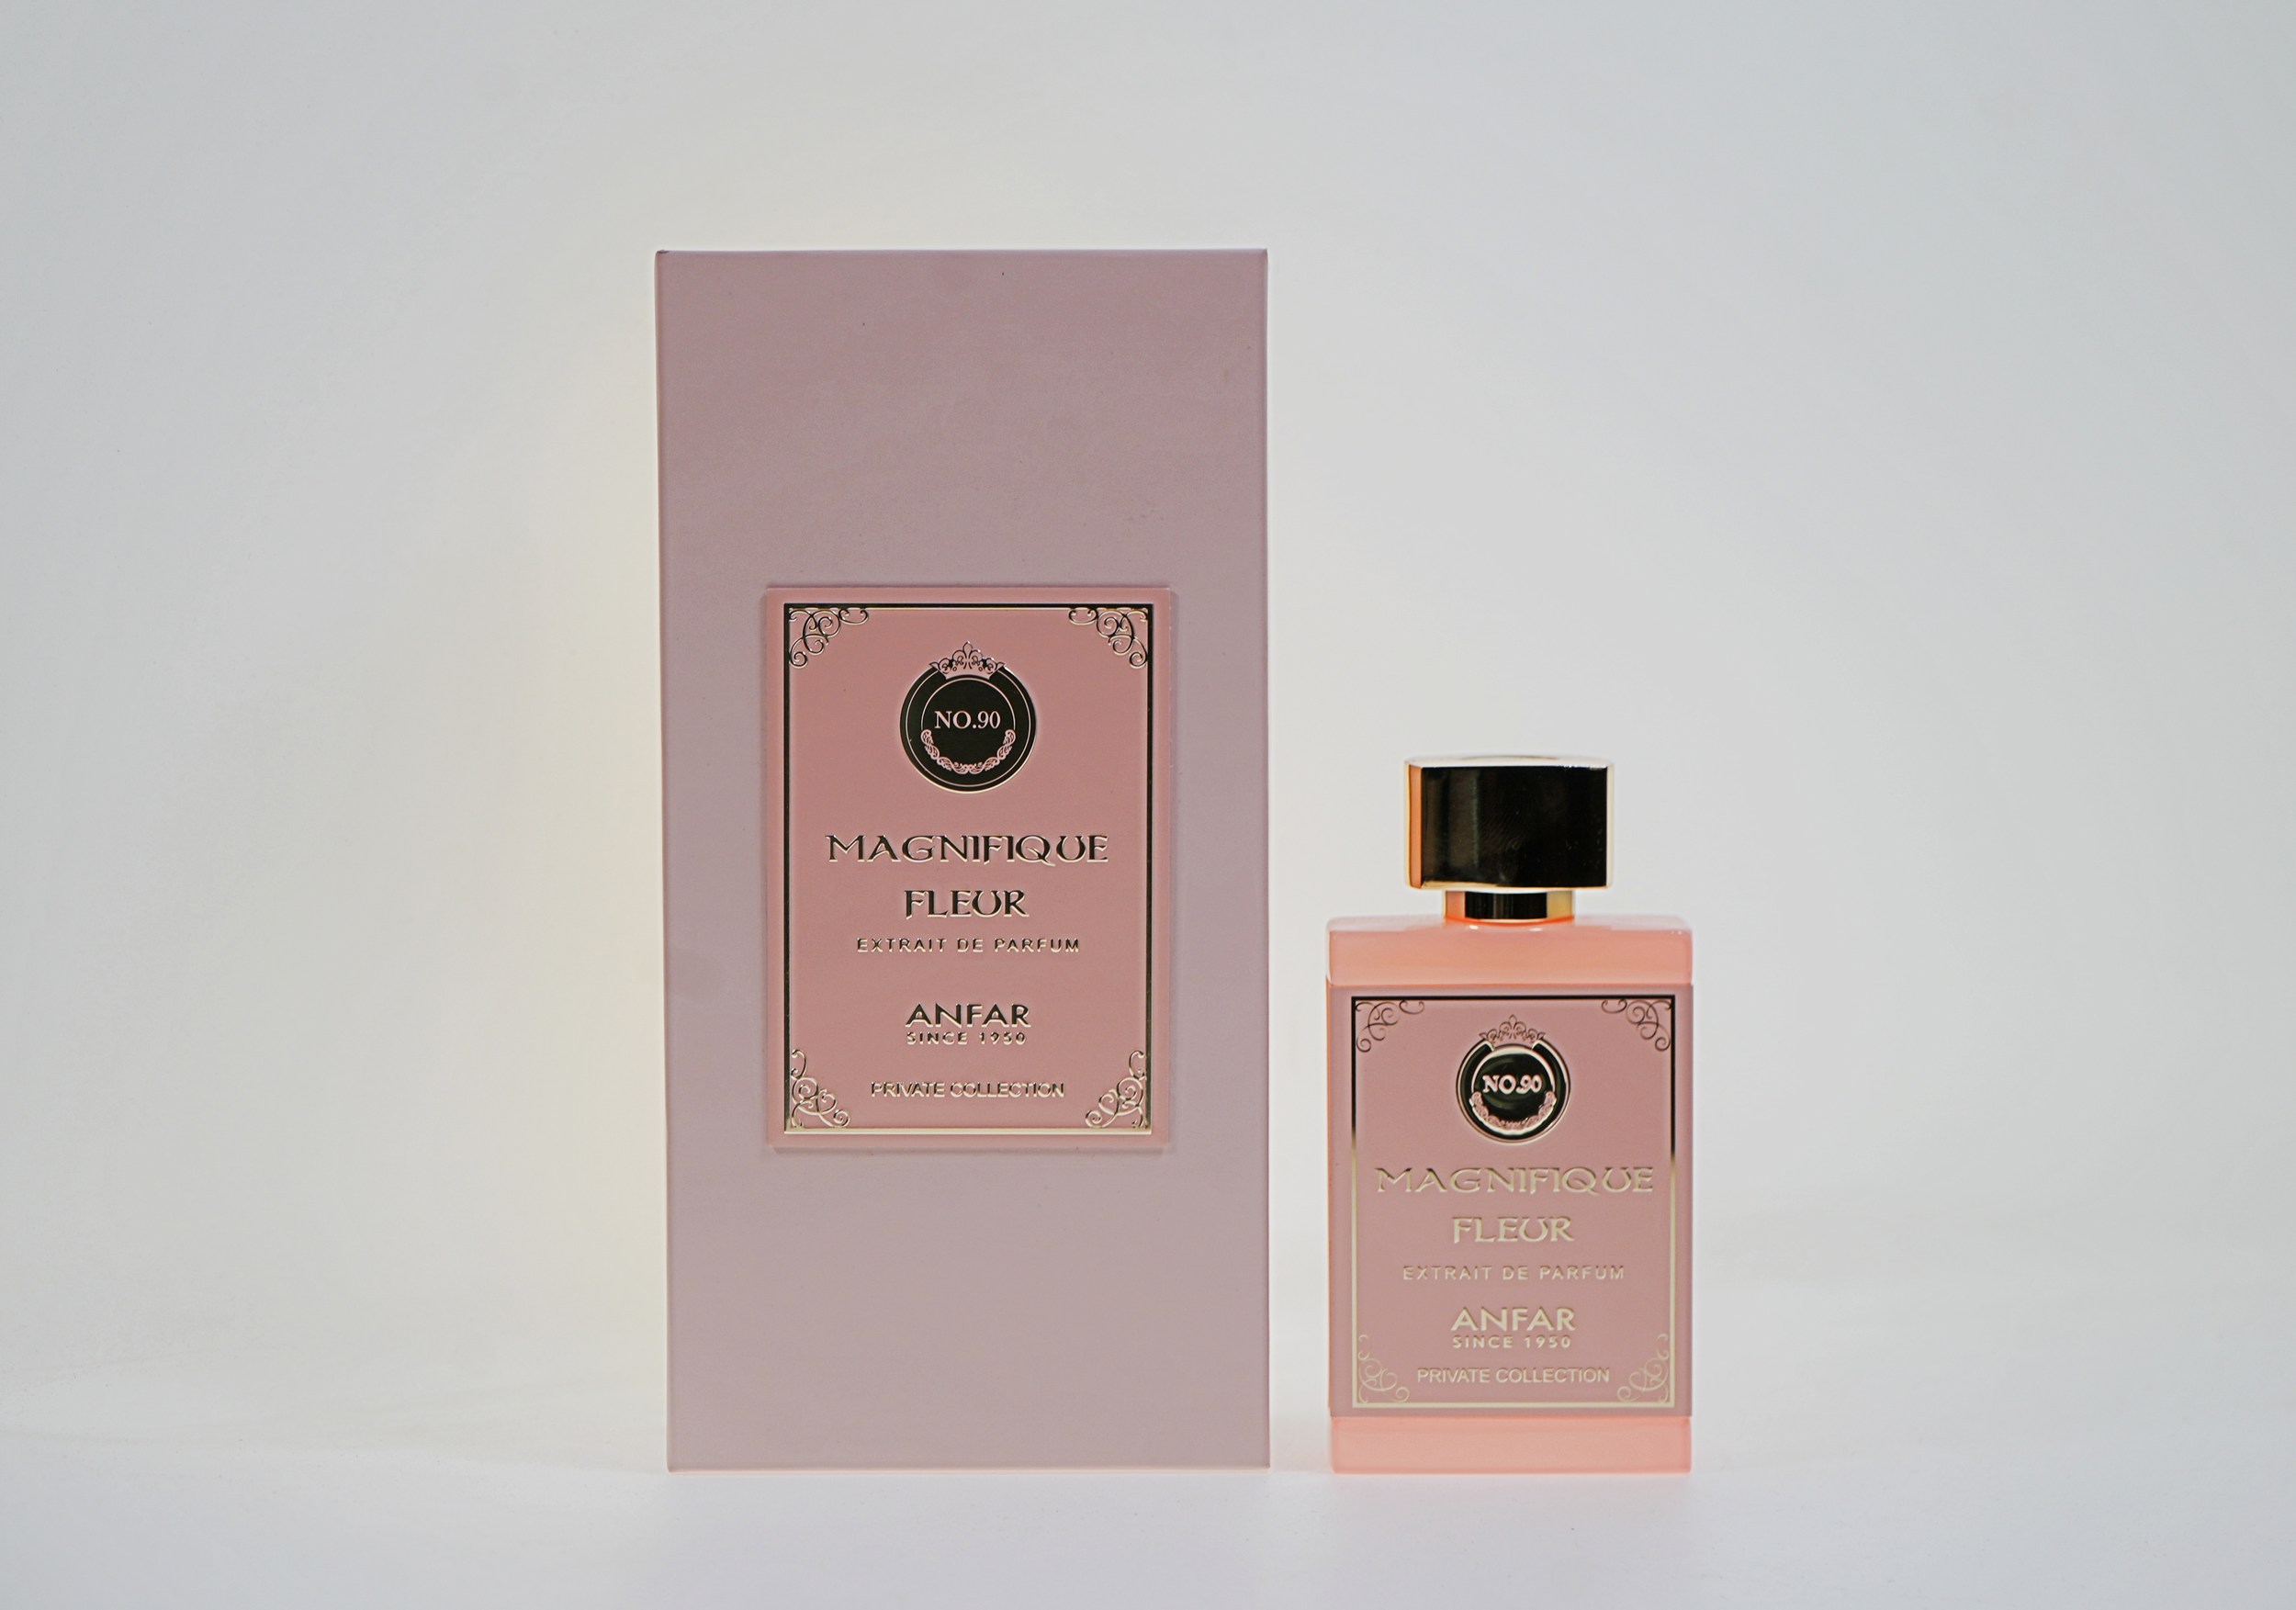 NO.90
MAGNIFIQUE
FLEUR
EXTRAIT DE PARFUM
ANFAR
SINCE 1950
PRIVATE COLLECTION
NO.90
MAGNIFIQUE
FLEUR
EXTRAIT DE PARFUM
ANFAR
SINCE 1950
PRIVATE COLLECTION